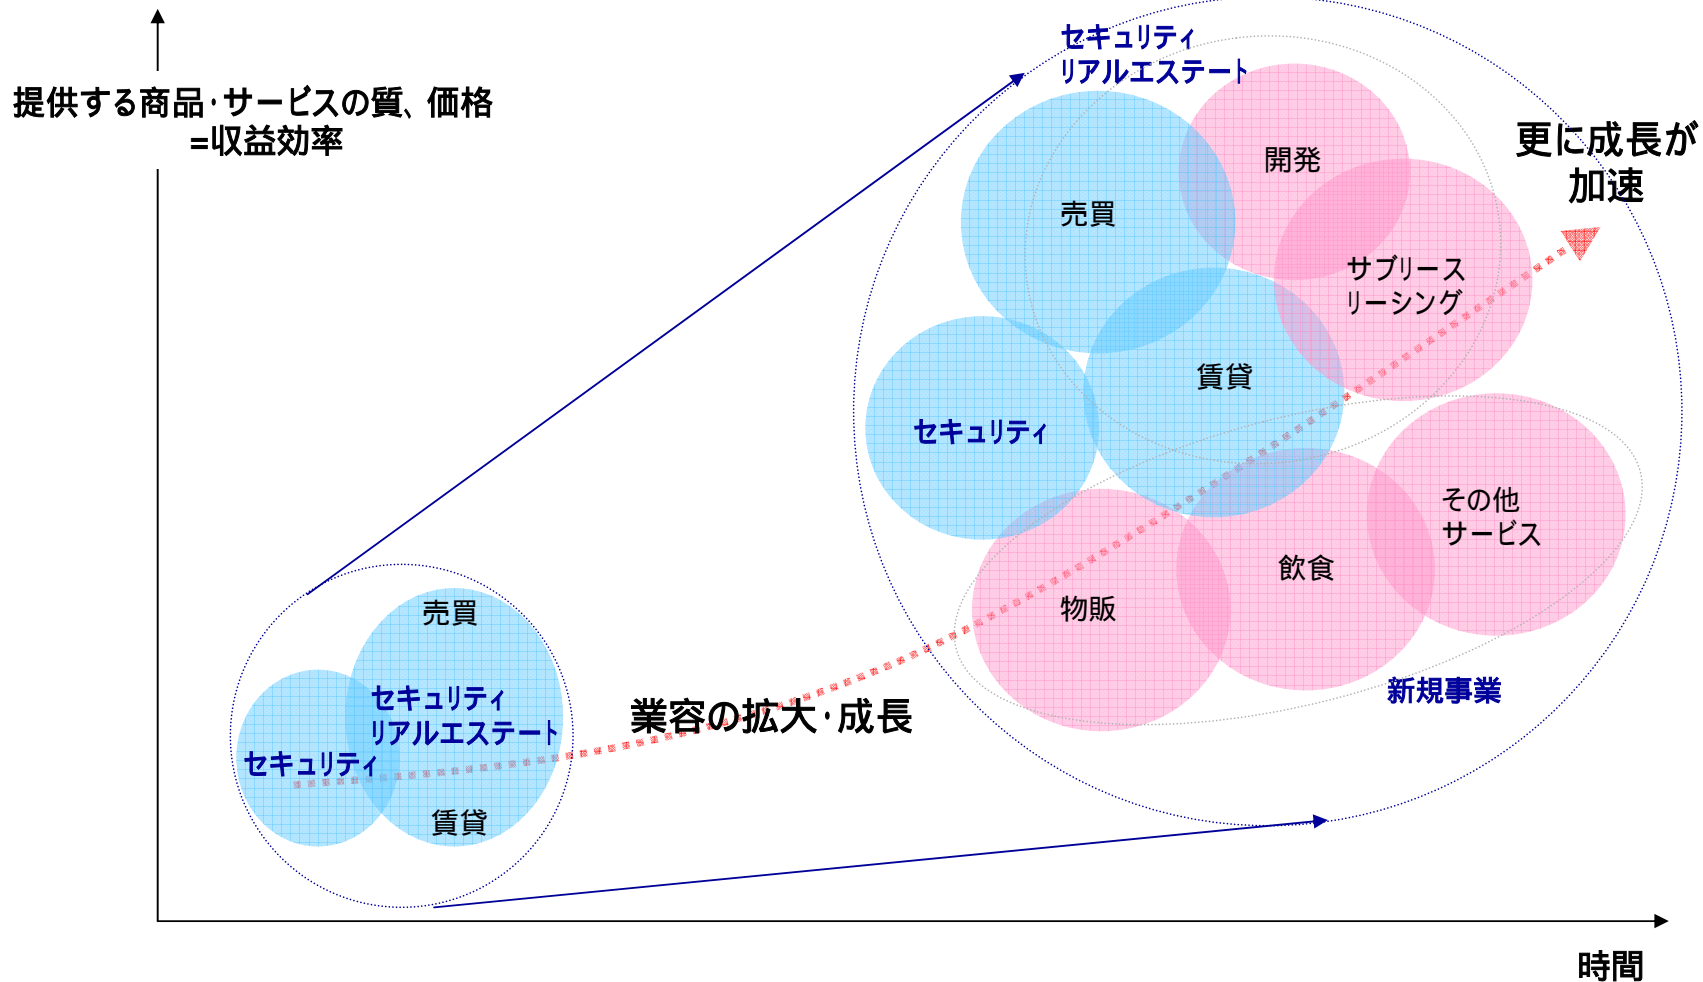 提供する商品・サービスの質、価格
=収益効率
セキュリティ
リアルエステート
開発
売買
サブリース
リーシング
賃貸
セキュリティ
その他
サービス
飲食
物販
新規事業
更に成長が
加速
業容の拡大・成長
売買
セキュリティ
リアルエステート
セキュリティ
賃貸
時間